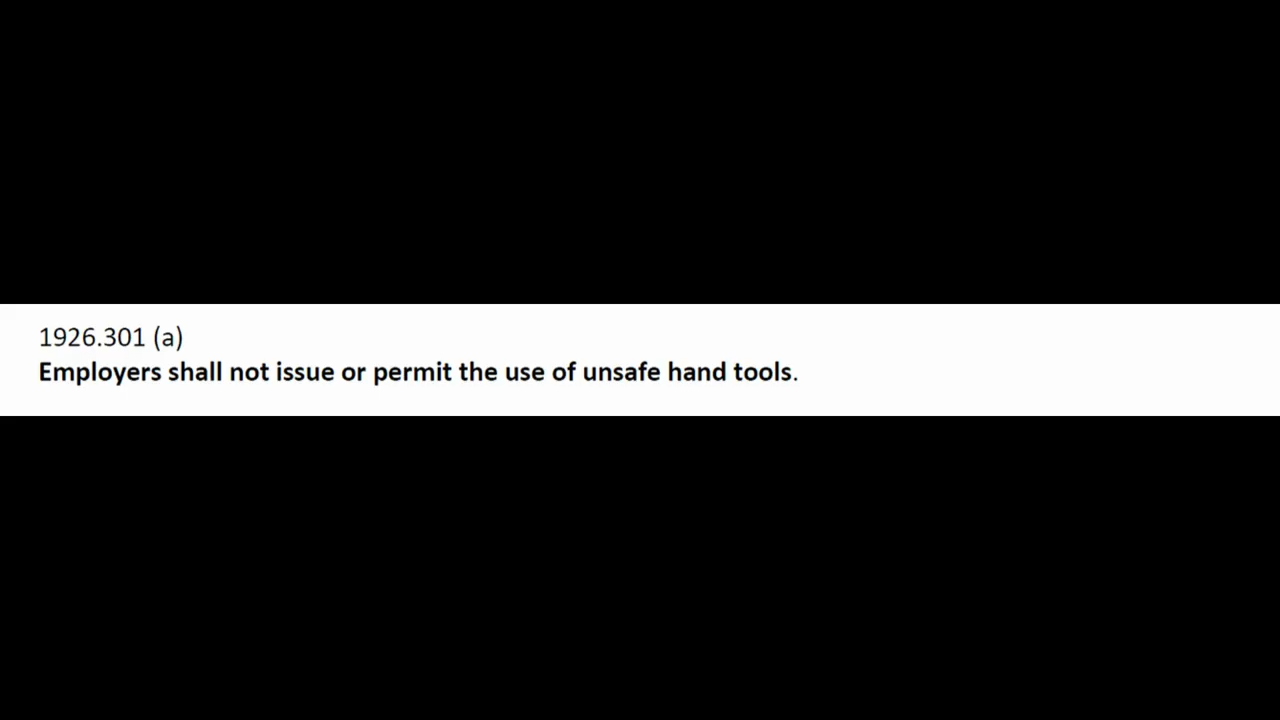 1926.301 (a)
Employers shall not issue or permit the use of unsafe hand tools.